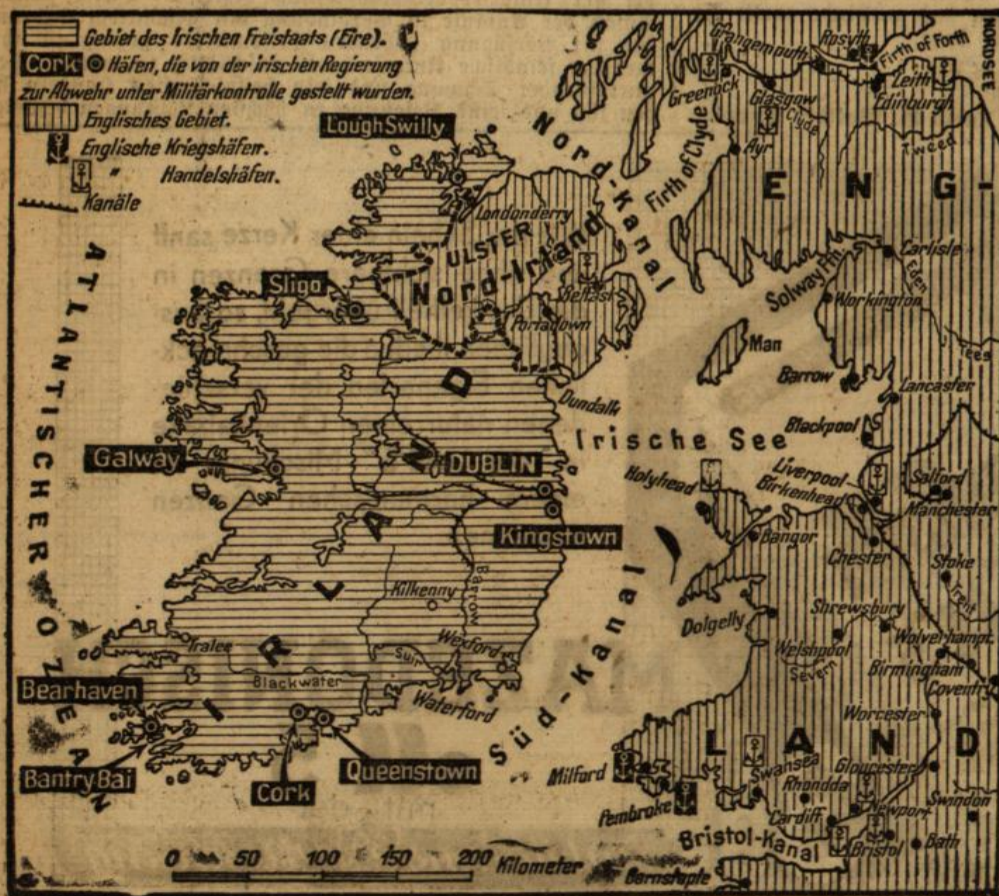 Gebiet des Irischen Freistaats (Eire).
Cork Häfen, die von der irischen Regierung
zur Abwehr unter Militärkontrolle gestellt wurden.
Englisches Gebiet.
Englische Kriegshäfen.
" Handelshäfen.
Kanäle
NORDSEE
Grangemouth
Rosyth
Firth of Forth
Leith
Edinburgh
Greenock
Glasgow
Clyde
Firth of Clyde
Ayr
Tweed
Nord-Kanal
Lough Swilly
Londonderry
ULSTER
Nord-Irland
Belfast
Portadown
ENG-
LAND
Carlisle
Eden
Solway Fth.
Workington
Tees
Man
Barrow
Lancaster
Blackpool
Sligo
Dundalk
Irische See
ATLANTISCHER OZEAN
Galway
DUBLIN
Kingstown
IRLAND
Holyhead
Liverpool
Birkenhead
Salford
Manchester
Bangor
Chester
Stoke
Trent
Kilkenny
Barrow
Dolgelly
Shrewsbury
Welshpool
Severn
Wolverhampt.
Birmingham
Coventry
Tralee
Suir
Wexford
Blackwater
Waterford
Süd-Kanal
Worcester
Bearhaven
Bantry Bai
Cork
Queenstown
Milford
Pembroke
Swansea
Rhondda
Cardiff
Gloucester
Newport
Swindon
Bristol
Bath
Bristol-Kanal
Barnstaple
0 50 100 150 200 Kilometer